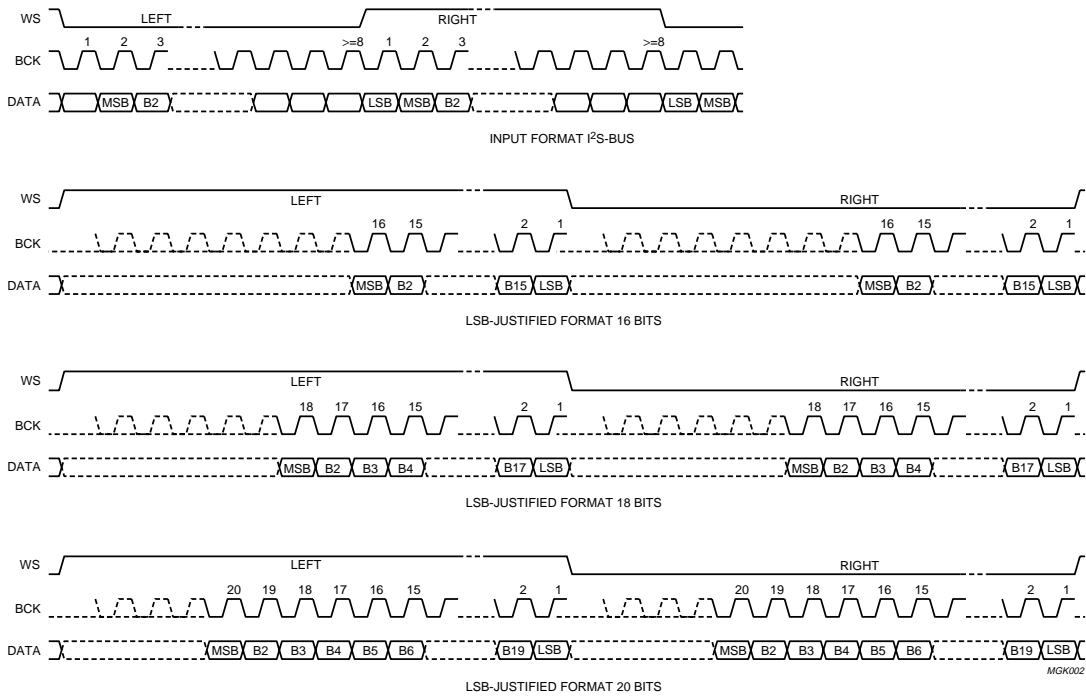 WS LEFT RIGHT
1 2 3 >=8 1 2 3 >=8
BCK
DATA MSB B2 LSB MSB B2 LSB MSB
INPUT FORMAT I²S-BUS
WS LEFT RIGHT
16 15 2 1 16 15 2 1
BCK
DATA MSB B2 B15 LSB MSB B2 B15 LSB
LSB-JUSTIFIED FORMAT 16 BITS
WS LEFT RIGHT
18 17 16 15 2 1 18 17 16 15 2 1
BCK
DATA MSB B2 B3 B4 B17 LSB MSB B2 B3 B4 B17 LSB
LSB-JUSTIFIED FORMAT 18 BITS
WS LEFT RIGHT
20 19 18 17 16 15 2 1 20 19 18 17 16 15 2 1
BCK
DATA MSB B2 B3 B4 B5 B6 B19 LSB MSB B2 B3 B4 B5 B6 B19 LSB
MGK002
LSB-JUSTIFIED FORMAT 20 BITS